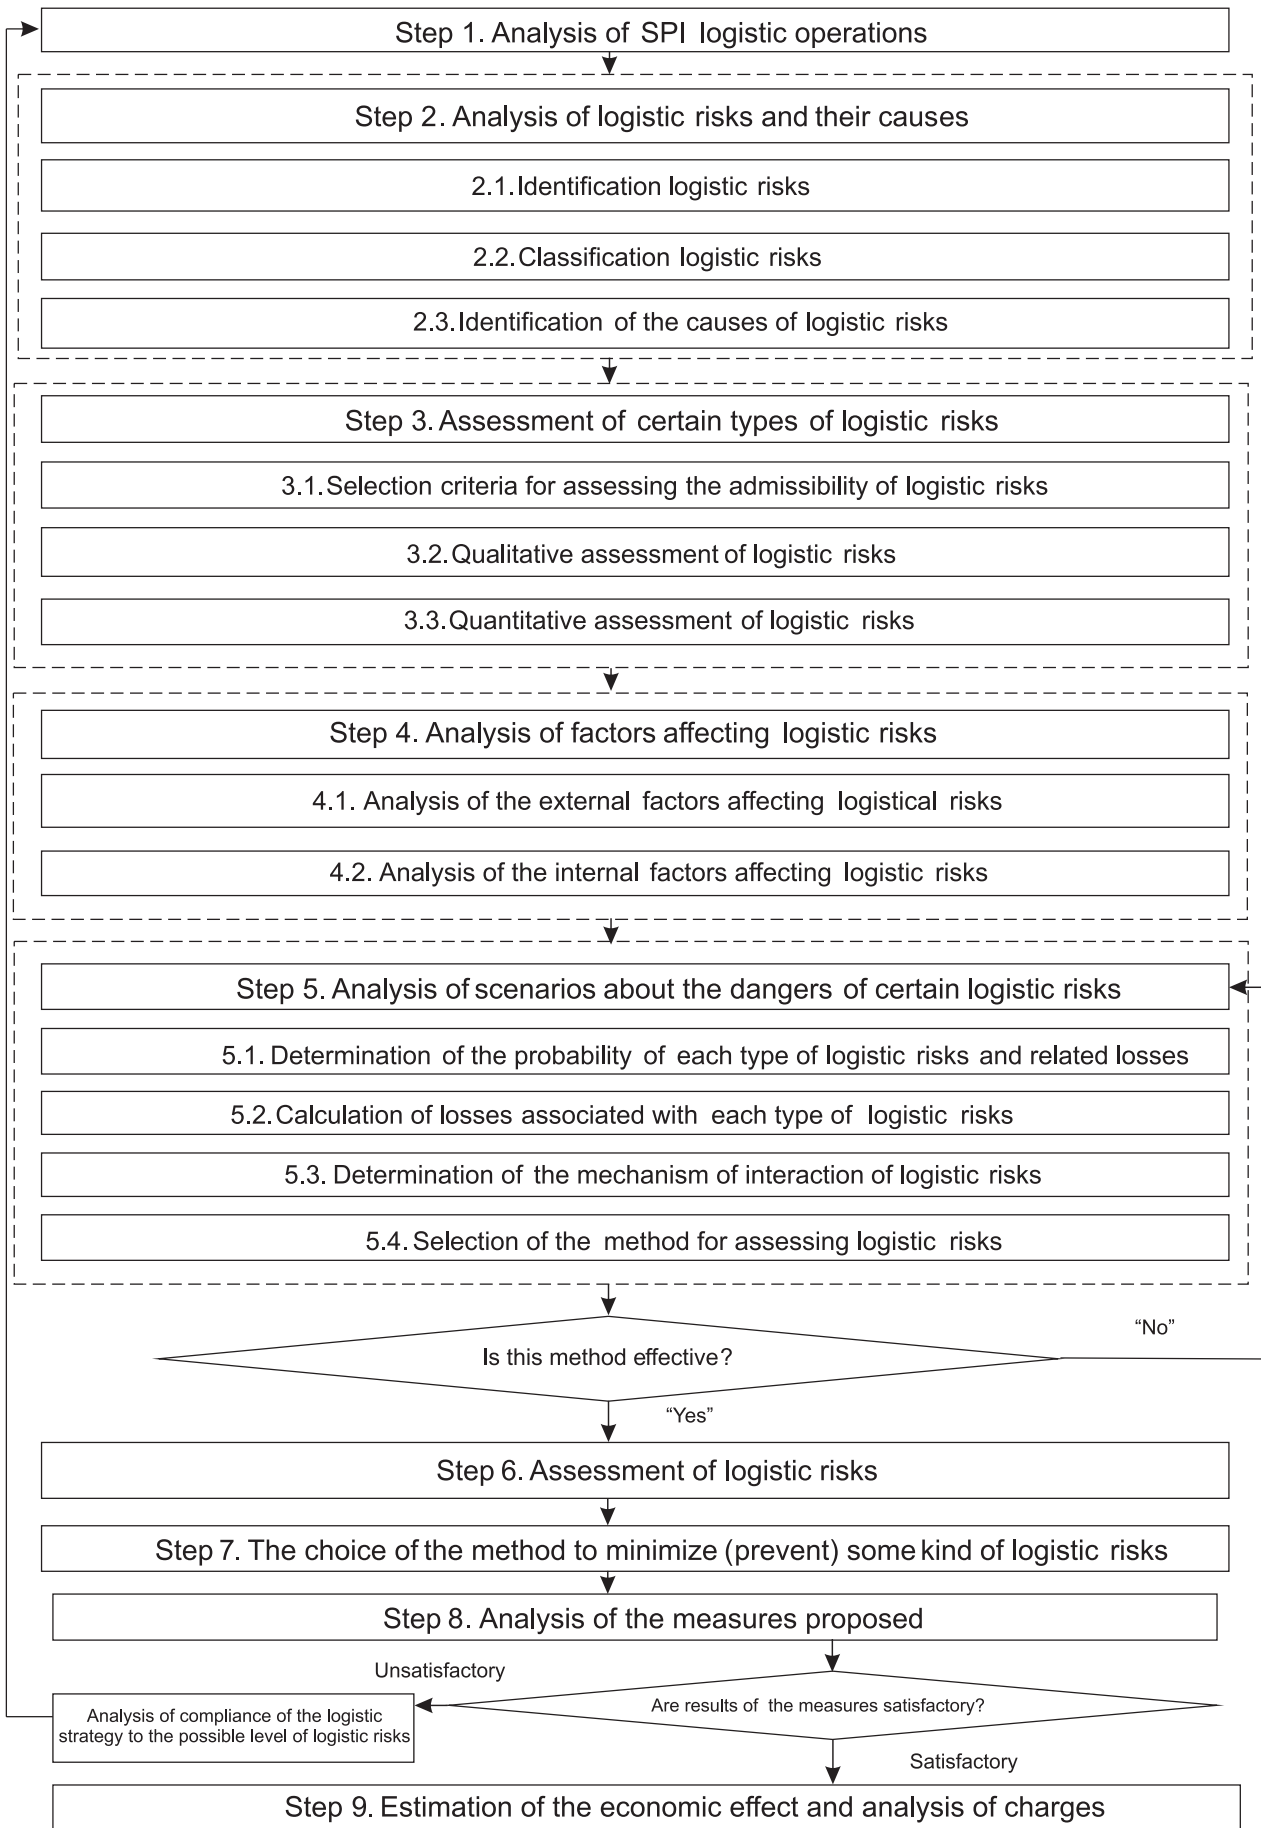 Step 1. Analysis of SPI logistic operations
Step 2. Analysis of logistic risks and their causes
2.1. Identification logistic risks
2.2. Classification logistic risks
2.3. Identification of the causes of logistic risks
Step 3. Assessment of certain types of logistic risks
3.1. Selection criteria for assessing the admissibility of logistic risks
3.2. Qualitative assessment of logistic risks
3.3. Quantitative assessment of logistic risks
Step 4. Analysis of factors affecting logistic risks
4.1. Analysis of the external factors affecting logistical risks
4.2. Analysis of the internal factors affecting logistic risks
Step 5. Analysis of scenarios about the dangers of certain logistic risks
5.1. Determination of the probability of each type of logistic risks and related losses
5.2. Calculation of losses associated with each type of logistic risks
5.3. Determination of the mechanism of interaction of logistic risks
5.4. Selection of the method for assessing logistic risks
“No”
Is this method effective?
“Yes”
Step 6. Assessment of logistic risks
Step 7. The choice of the method to minimize (prevent) some kind of logistic risks
Step 8. Analysis of the measures proposed
Unsatisfactory
Are results of the measures satisfactory?
Analysis of compliance of the logistic
strategy to the possible level of logistic risks
Satisfactory
Step 9. Estimation of the economic effect and analysis of charges